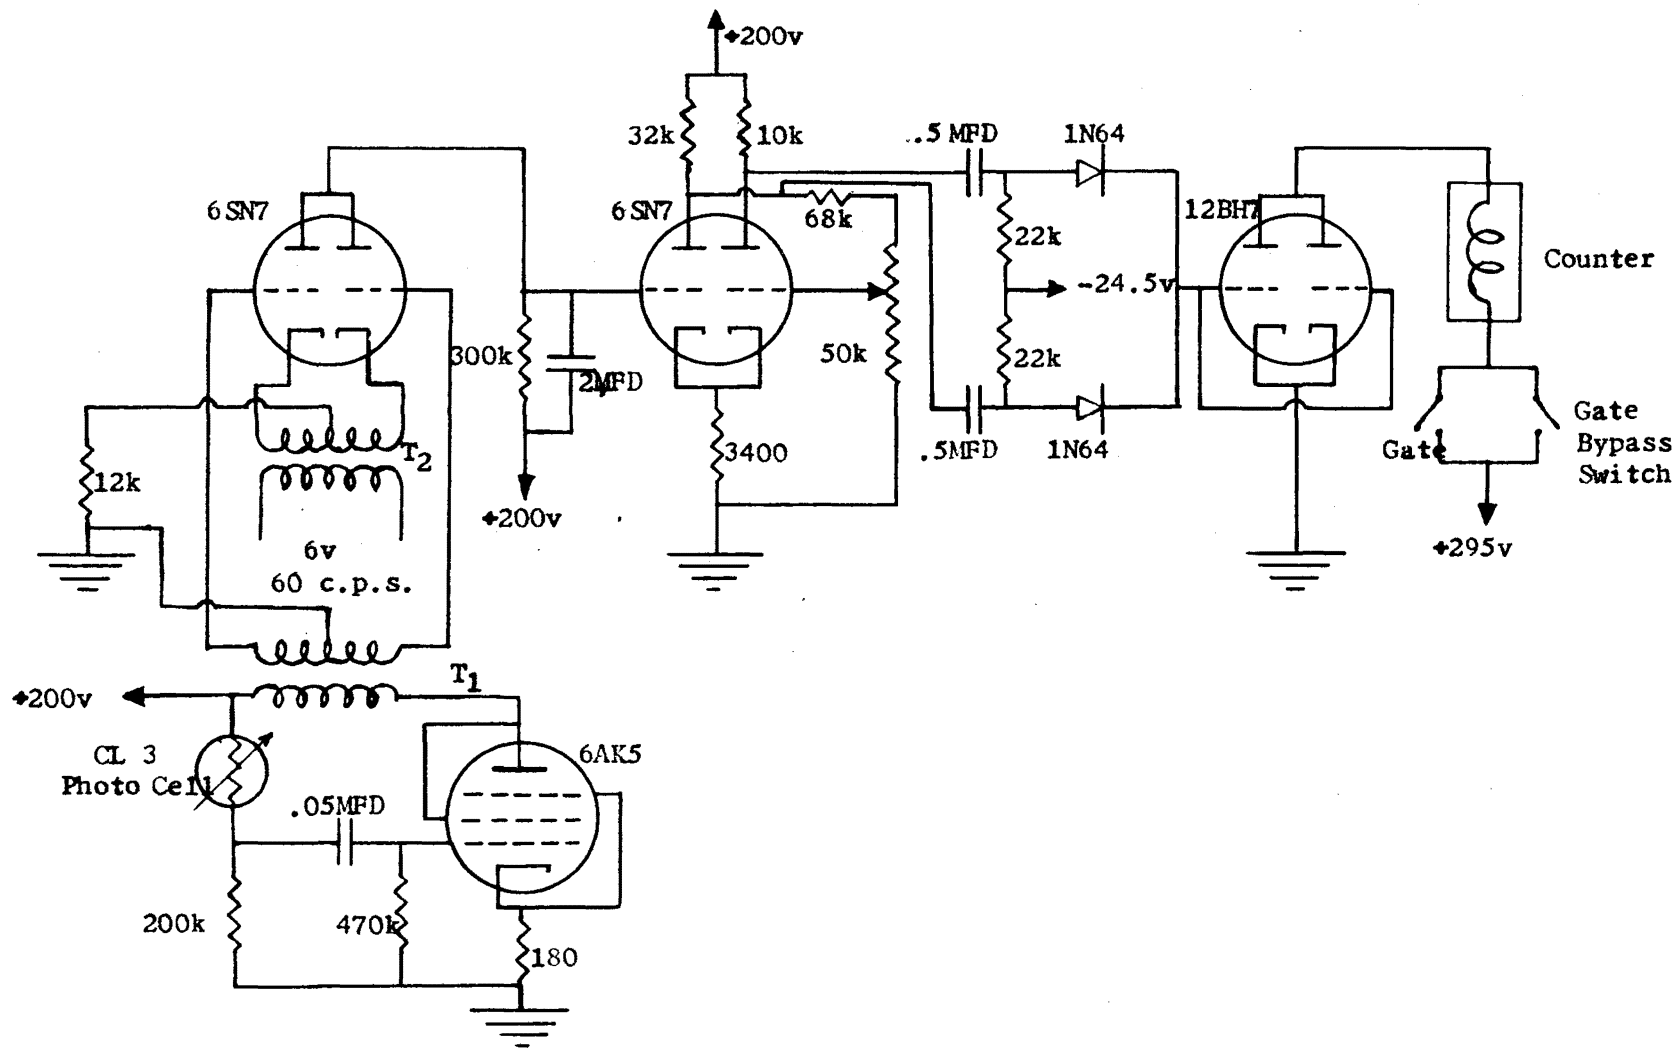 +200v
32k
10k
.5 MFD
1N64
6SN7
6SN7
68k
12BH7
22k
Counter
-24.5v
300k
2MFD
50k
22k
Gate
Bypass
Switch
Gate
T2
3400
.5MFD
1N64
12k
+200v
+295v
6v
60 c.p.s.
T1
+200v
CL 3
Photo Cell
6AK5
.05MFD
200k
470k
180